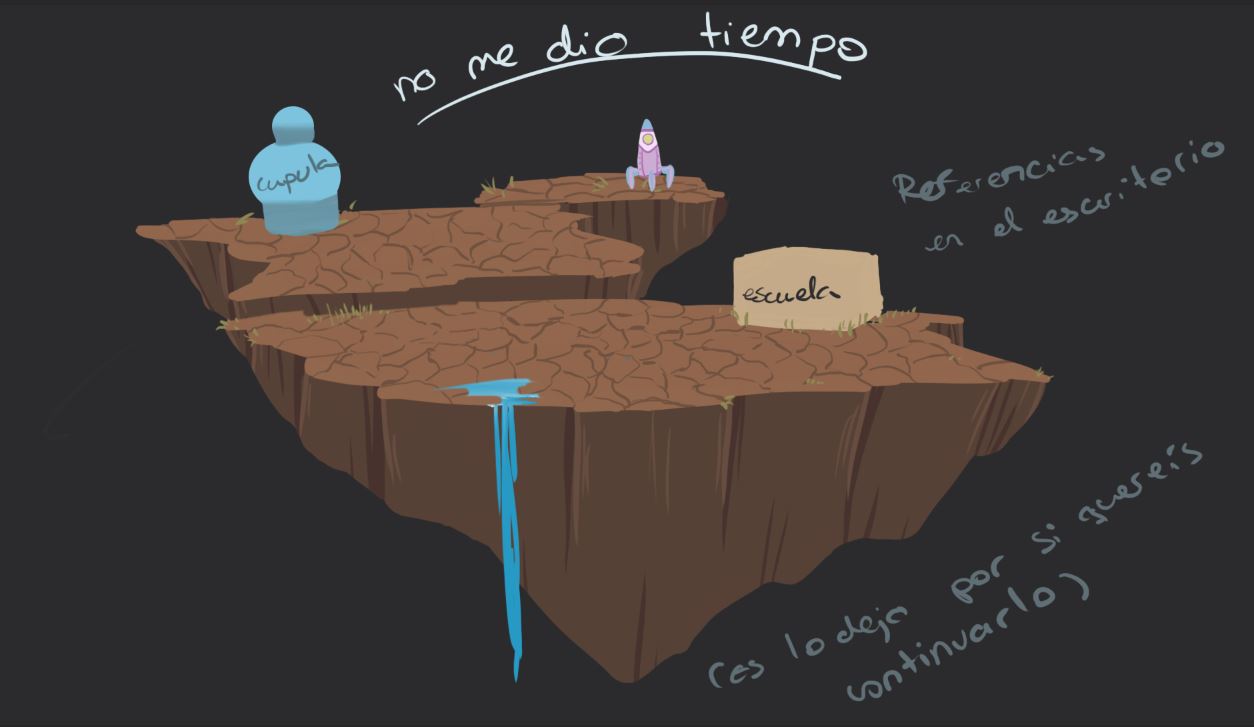 no me dio tiempo
cupula
Referencias
en el escritorio
escuela
(os lo dejo por si quereis
continuarlo)